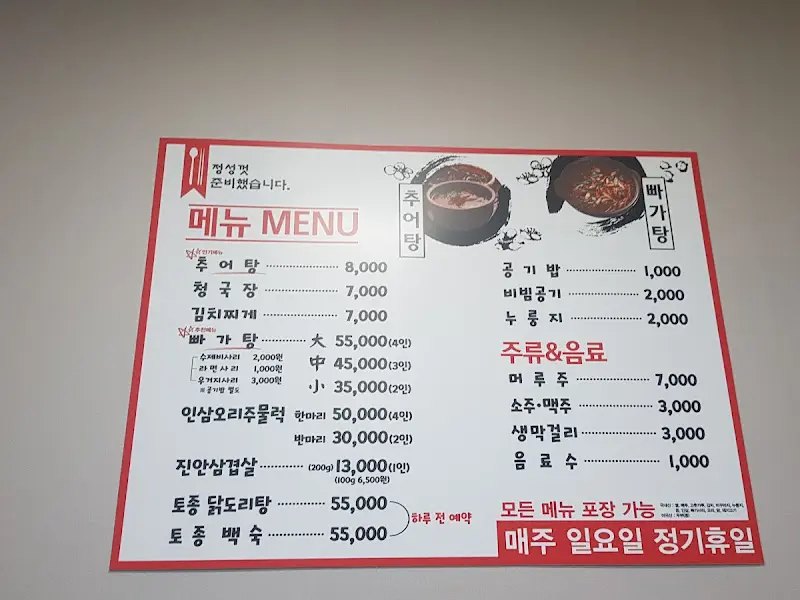 정성껏
준비했습니다.
메뉴 MENU
인기메뉴
추어탕 8,000
청국장 7,000
김치찌게 7,000
추천메뉴
빠가탕 大 55,000(4인)
수제비사리 2,000원
中 45,000(3인)
라면사리 1,000원
우거지사리 3,000원
小 35,000(2인)
※공기밥 별도
인삼오리주물럭 한마리 50,000(4인)
반마리 30,000(2인)
진안삼겹살 (200g) 13,000(1인)
(100g 6,500원)
토종 닭도리탕 55,000
하루 전 예약
토종 백숙 55,000
추어탕
빠가탕
공기밥 1,000
비빔공기 2,000
누룽지 2,000
주류&음료
머루주 7,000
소주·맥주 3,000
생막걸리 3,000
음료수 1,000
모든 메뉴 포장 가능
매주 일요일 정기휴일